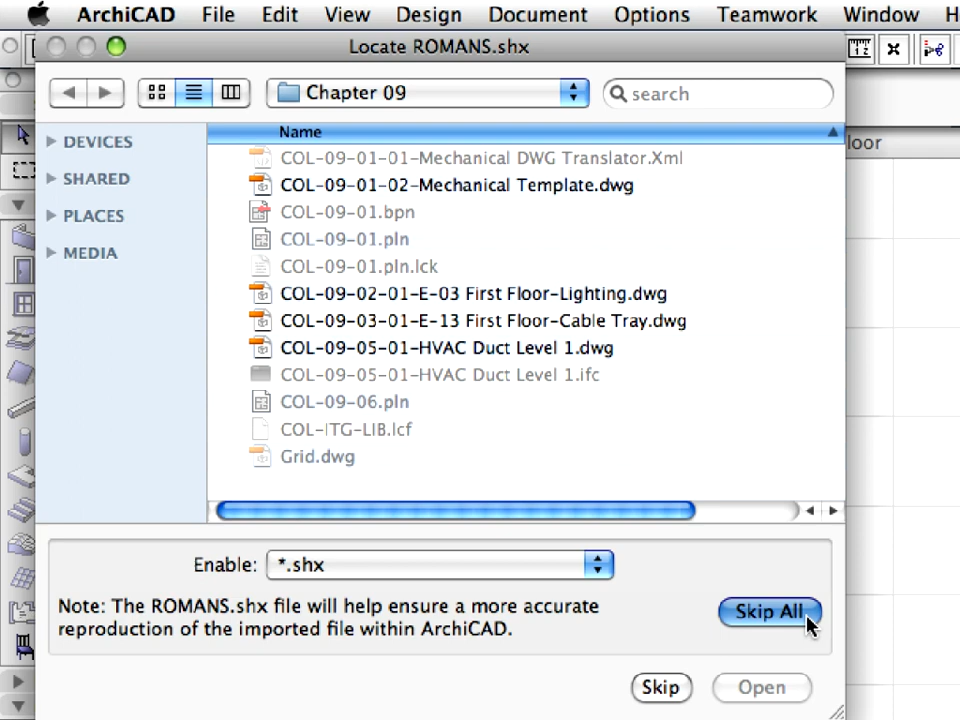 ArchiCAD File Edit View Design Document Options Teamwork Window H
Locate ROMANS.shx
Chapter 09
search
DEVICES
SHARED
PLACES
MEDIA
Name
COL-09-01-01-Mechanical DWG Translator.Xml
COL-09-01-02-Mechanical Template.dwg
COL-09-01.bpn
COL-09-01.pln
COL-09-01.pln.lck
COL-09-02-01-E-03 First Floor-Lighting.dwg
COL-09-03-01-E-13 First Floor-Cable Tray.dwg
COL-09-05-01-HVAC Duct Level 1.dwg
COL-09-05-01-HVAC Duct Level 1.ifc
COL-09-06.pln
COL-ITG-LIB.lcf
Grid.dwg
loor
Enable: *.shx
Note: The ROMANS.shx file will help ensure a more accurate
reproduction of the imported file within ArchiCAD.
Skip All
Skip
Open